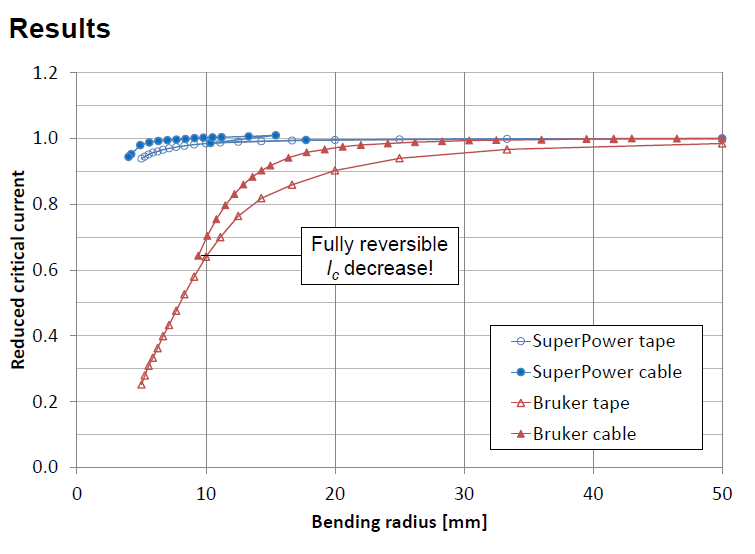 Results
1.2
1.0
0.8
0.6
0.4
0.2
0.0
Reduced critical current
Fully reversible
Ic decrease!
SuperPower tape
SuperPower cable
Bruker tape
Bruker cable
0
10
20
30
40
50
Bending radius [mm]